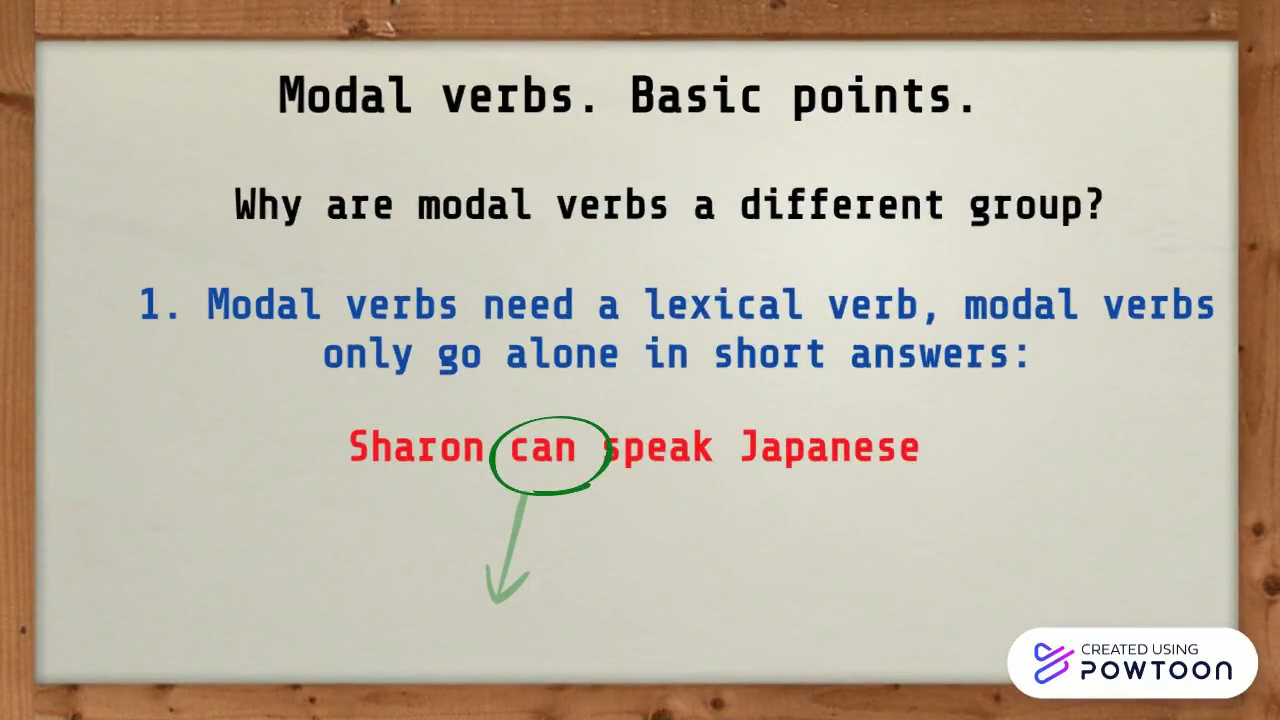 Modal verbs. Basic points.
Why are modal verbs a different group?
1. Modal verbs need a lexical verb, modal verbs
only go alone in short answers:
Sharon can speak Japanese
CREATED USING
POWTOON